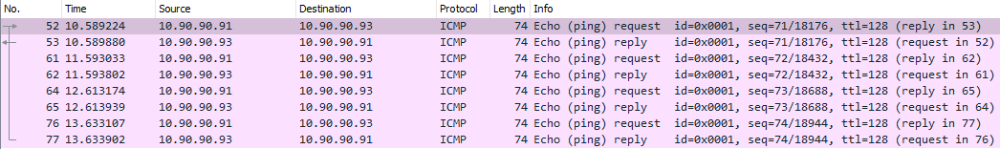 No. Time Source Destination Protocol Length Info
52 10.589224 10.90.90.91 10.90.90.93 ICMP 74 Echo (ping) request id=0x0001, seq=71/18176, ttl=128 (reply in 53)
53 10.589880 10.90.90.93 10.90.90.91 ICMP 74 Echo (ping) reply id=0x0001, seq=71/18176, ttl=128 (request in 52)
61 11.593033 10.90.90.91 10.90.90.93 ICMP 74 Echo (ping) request id=0x0001, seq=72/18432, ttl=128 (reply in 62)
62 11.593802 10.90.90.93 10.90.90.91 ICMP 74 Echo (ping) reply id=0x0001, seq=72/18432, ttl=128 (request in 61)
64 12.613174 10.90.90.91 10.90.90.93 ICMP 74 Echo (ping) request id=0x0001, seq=73/18688, ttl=128 (reply in 65)
65 12.613939 10.90.90.93 10.90.90.91 ICMP 74 Echo (ping) reply id=0x0001, seq=73/18688, ttl=128 (request in 64)
76 13.633107 10.90.90.91 10.90.90.93 ICMP 74 Echo (ping) request id=0x0001, seq=74/18944, ttl=128 (reply in 77)
77 13.633902 10.90.90.93 10.90.90.91 ICMP 74 Echo (ping) reply id=0x0001, seq=74/18944, ttl=128 (request in 76)